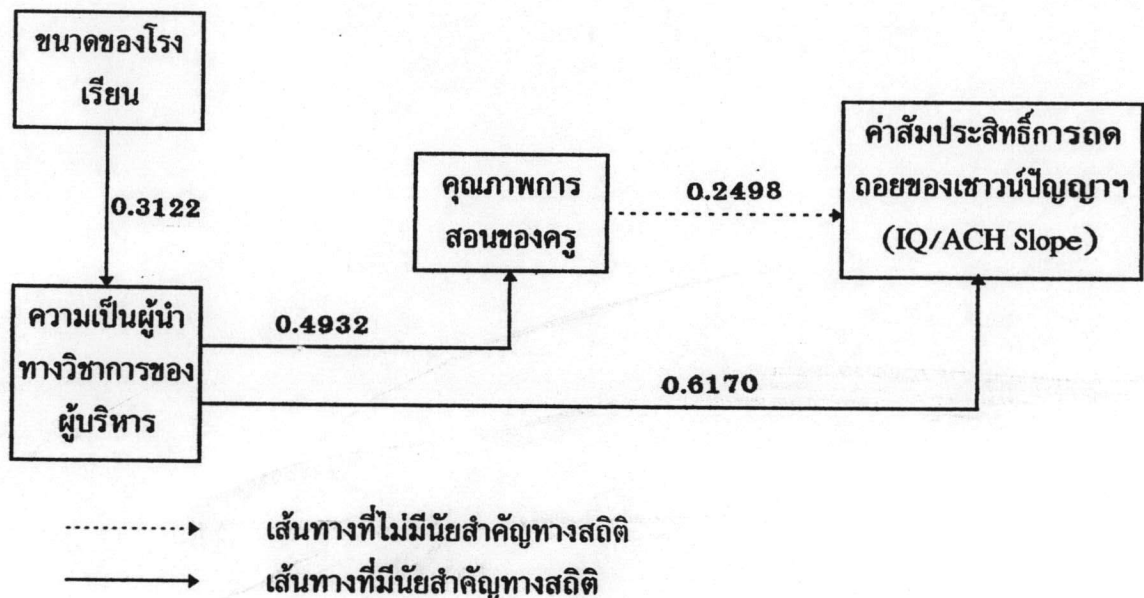 ขนาดของโรง
เรียน
0.3122
ความเป็นผู้นำ
ทางวิชาการของ
ผู้บริหาร
0.4932
คุณภาพการ
สอนของครู
0.2498
ค่าสัมประสิทธิ์การถด
ถอยของเชาวน์ปัญญาฯ
(IQ/ACH Slope)
0.6170
เส้นทางที่ไม่มีนัยสำคัญทางสถิติ
เส้นทางที่มีนัยสำคัญทางสถิติ